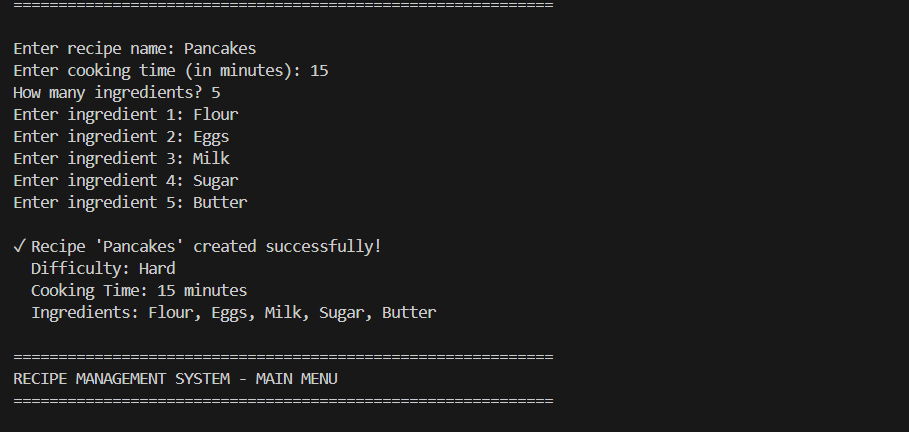 ============================================================
Enter recipe name: Pancakes
Enter cooking time (in minutes): 15
How many ingredients? 5
Enter ingredient 1: Flour
Enter ingredient 2: Eggs
Enter ingredient 3: Milk
Enter ingredient 4: Sugar
Enter ingredient 5: Butter
✓ Recipe 'Pancakes' created successfully!
Difficulty: Hard
Cooking Time: 15 minutes
Ingredients: Flour, Eggs, Milk, Sugar, Butter
============================================================
RECIPE MANAGEMENT SYSTEM - MAIN MENU
============================================================